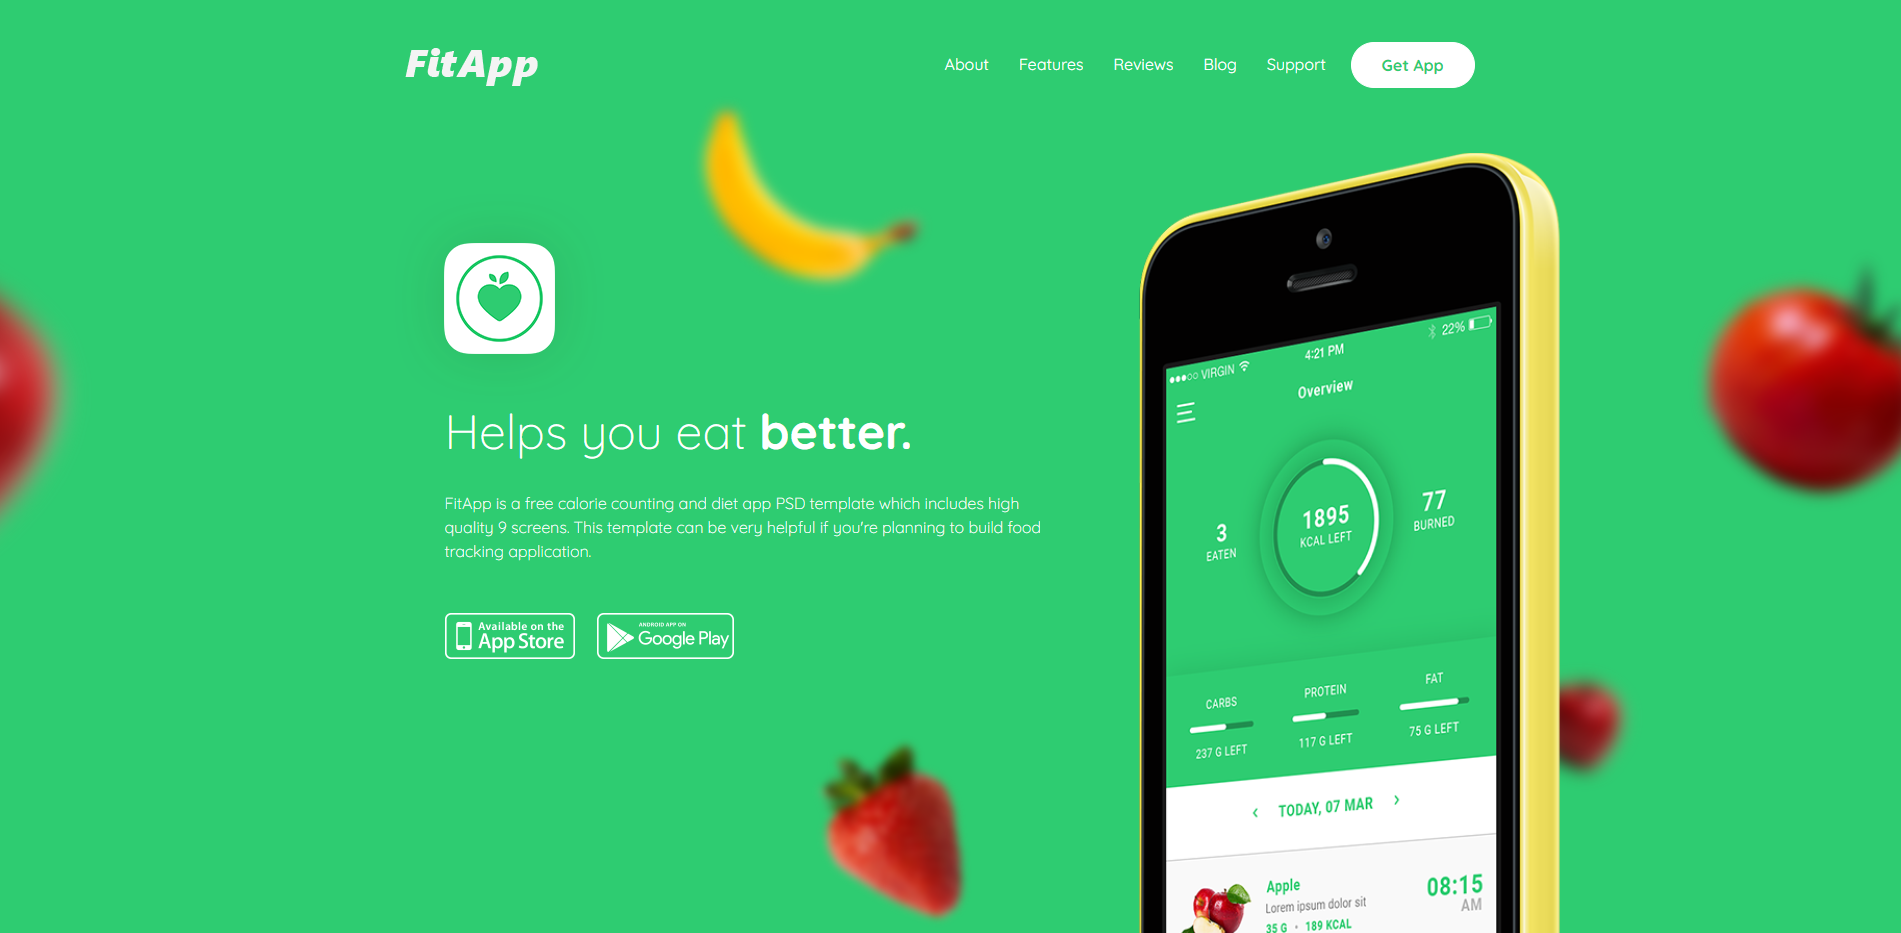 FitApp
About Features Reviews Blog Support Get App
Helps you eat better.
FitApp is a free calorie counting and diet app PSD template which includes high
quality 9 screens. This template can be very helpful if you're planning to build food
tracking application.
Available on the
App Store
ANDROID APP ON
Google Play
VIRGIN 4:21 PM 22%
Overview
3
EATEN
1895
KCAL LEFT
77
BURNED
CARBS PROTEIN FAT
237 G LEFT 117 G LEFT 75 G LEFT
TODAY, 07 MAR
Apple
Lorem ipsum dolor sit
35 G • 189 KCAL
08:15
AM